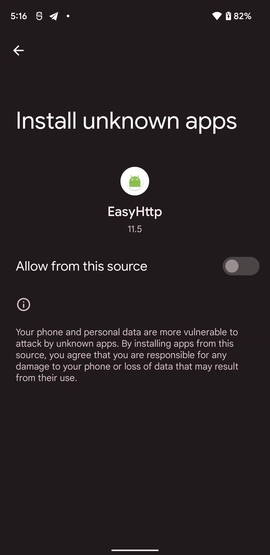 5:16 82%
Install unknown apps
EasyHttp
11.5
Allow from this source
Your phone and personal data are more vulnerable to
attack by unknown apps. By installing apps from this
source, you agree that you are responsible for any
damage to your phone or loss of data that may result
from their use.